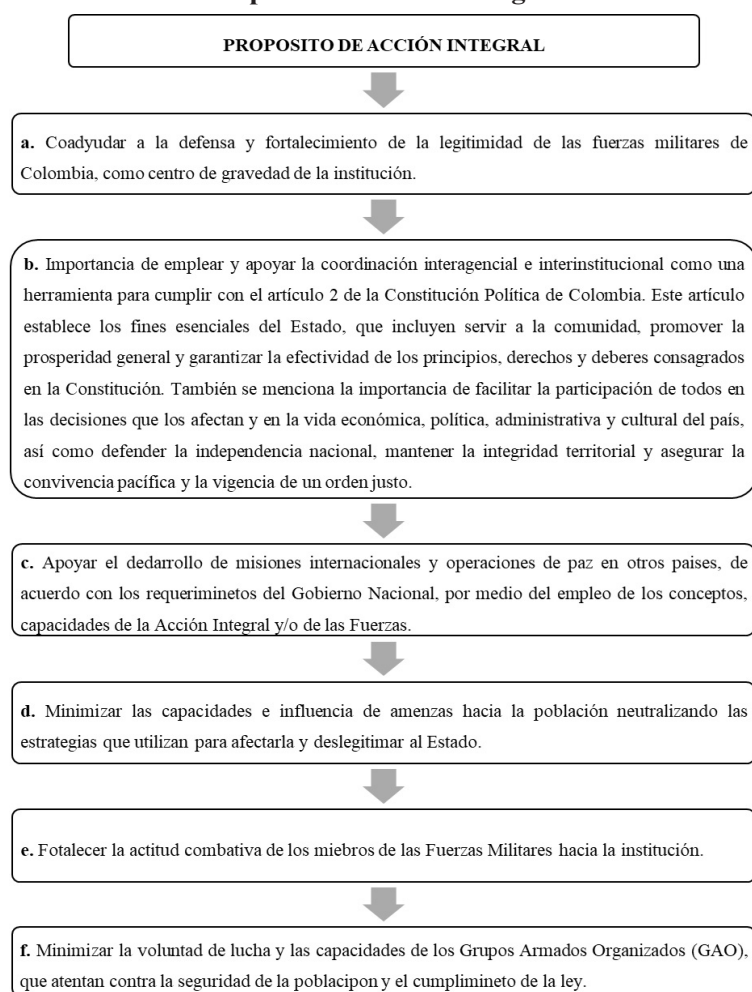 PROPOSITO DE ACCIÓN INTEGRAL
a. Coadyudar a la defensa y fortalecimiento de la legitimidad de las fuerzas militares de
Colombia, como centro de gravedad de la institución.
b. Importancia de emplear y apoyar la coordinación interagencial e interinstitucional como una
herramienta para cumplir con el artículo 2 de la Constitución Política de Colombia. Este artículo
establece los fines esenciales del Estado, que incluyen servir a la comunidad, promover la
prosperidad general y garantizar la efectividad de los principios, derechos y deberes consagrados
en la Constitución. También se menciona la importancia de facilitar la participación de todos en
las decisiones que los afectan y en la vida económica, política, administrativa y cultural del país,
así como defender la independencia nacional, mantener la integridad territorial y asegurar la
convivencia pacífica y la vigencia de un orden justo.
c. Apoyar el dedarrollo de misiones internacionales y operaciones de paz en otros paises, de
acuerdo con los requeriminetos del Gobierno Nacional, por medio del empleo de los conceptos,
capacidades de la Acción Integral y/o de las Fuerzas.
d. Minimizar las capacidades e influencia de amenzas hacia la población neutralizando las
estrategias que utilizan para afectarla y deslegitimar al Estado.
e. Fotalecer la actitud combativa de los miebros de las Fuerzas Militares hacia la institución.
f. Minimizar la voluntad de lucha y las capacidades de los Grupos Armados Organizados (GAO),
que atentan contra la seguridad de la poblacipon y el cumplimineto de la ley.